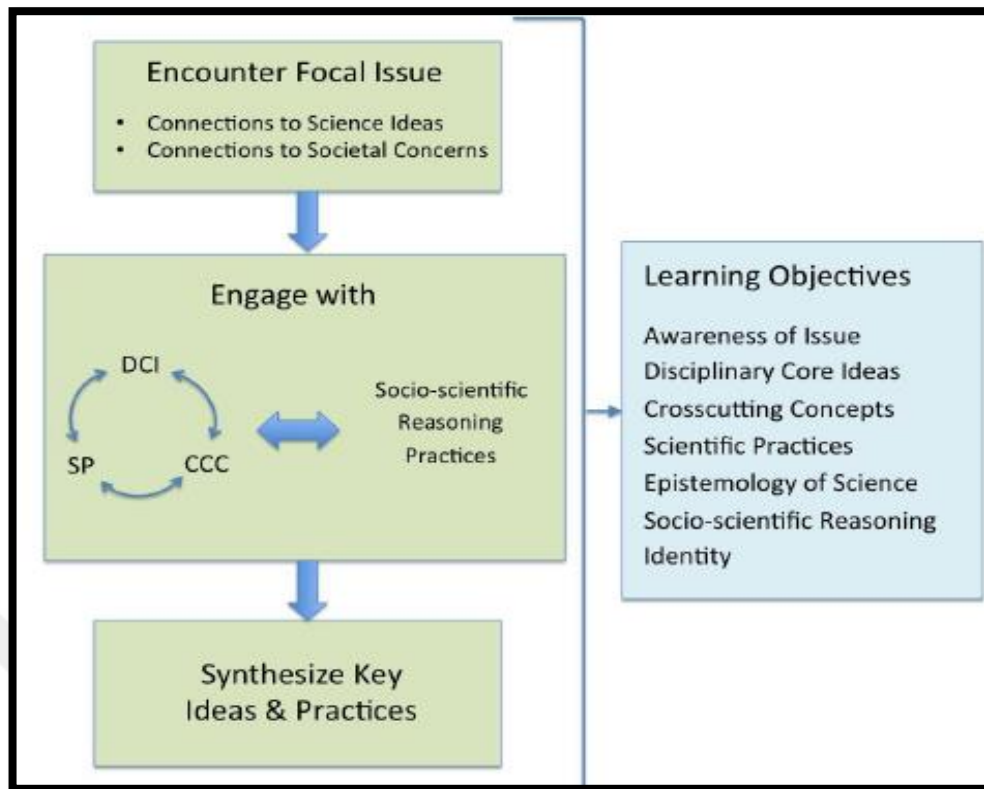 Encounter Focal Issue
• Connections to Science Ideas
• Connections to Societal Concerns
Engage with
DCI
SP
CCC
Socio-scientific
Reasoning
Practices
Synthesize Key
Ideas & Practices
Learning Objectives
Awareness of Issue
Disciplinary Core Ideas
Crosscutting Concepts
Scientific Practices
Epistemology of Science
Socio-scientific Reasoning
Identity